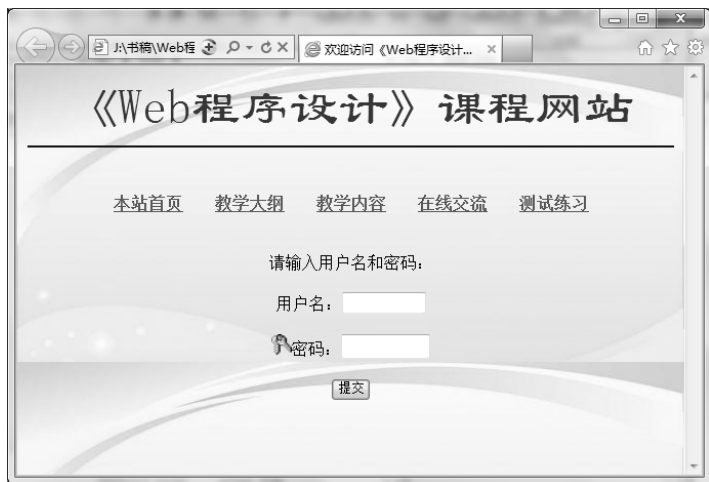 J:\书稿\Web程
欢迎访问《Web程序设计...
《Web程序设计》课程网站
本站首页 教学大纲 教学内容 在线交流 测试练习
请输入用户名和密码:
用户名:
密码:
提交